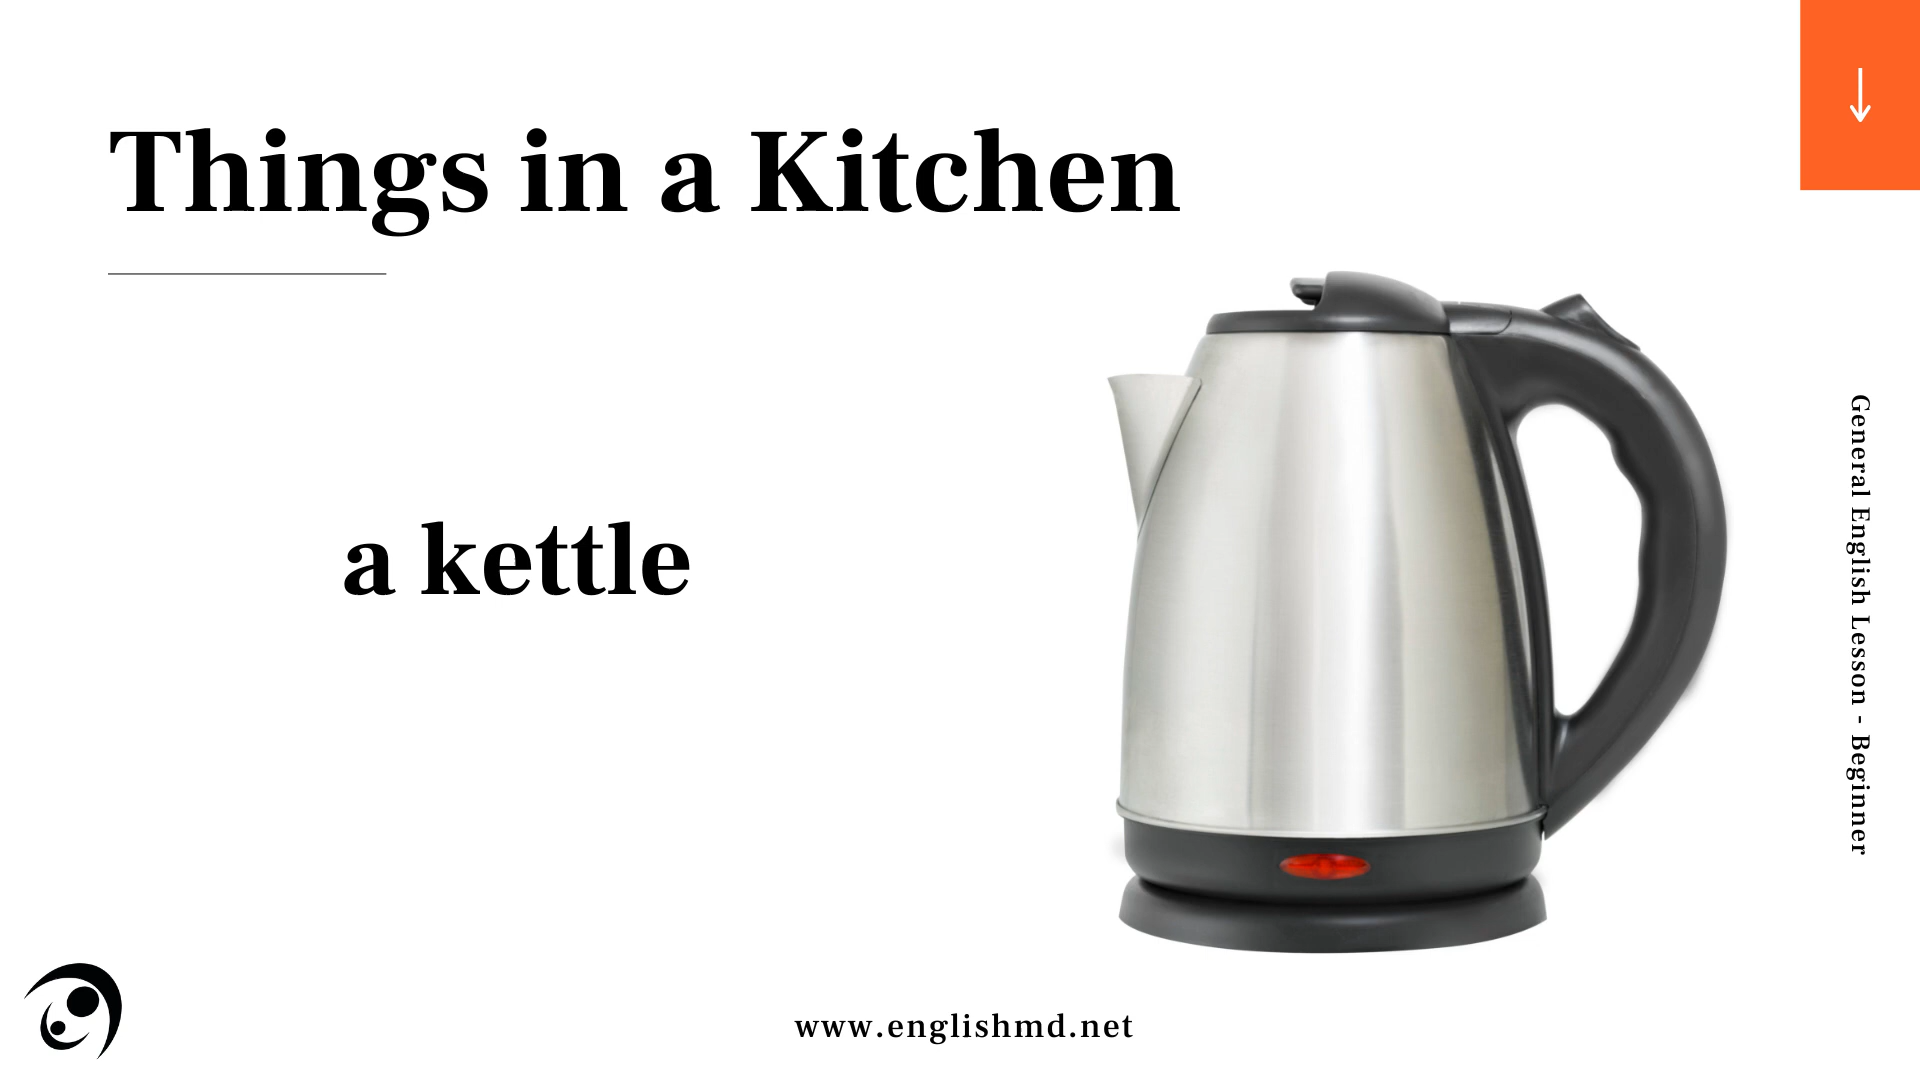 Things in a Kitchen
a kettle
General English Lesson - Beginner
www.englishmd.net